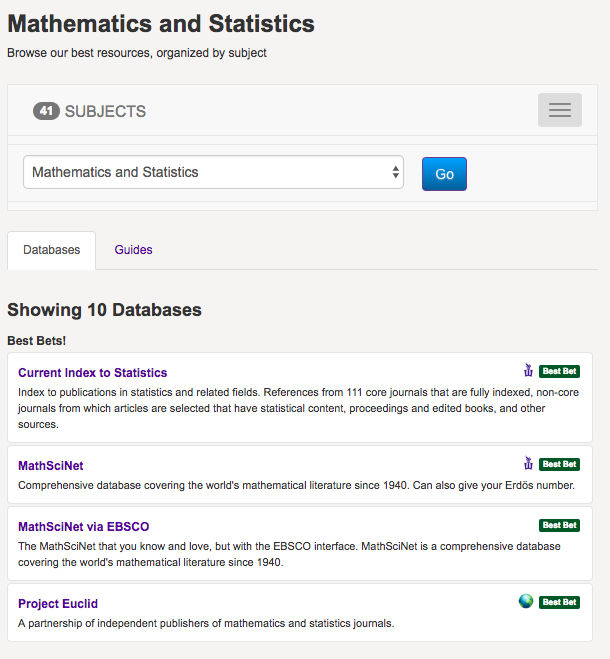 Mathematics and Statistics
Browse our best resources, organized by subject
41 SUBJECTS
Mathematics and Statistics
Go
Databases Guides
Showing 10 Databases
Best Bets!
Current Index to Statistics Best Bet
Index to publications in statistics and related fields. References from 111 core journals that are fully indexed, non-core
journals from which articles are selected that have statistical content, proceedings and edited books, and other
sources.
MathSciNet Best Bet
Comprehensive database covering the world's mathematical literature since 1940. Can also give your Erdös number.
MathSciNet via EBSCO Best Bet
The MathSciNet that you know and love, but with the EBSCO interface. MathSciNet is a comprehensive database
covering the world's mathematical literature since 1940.
Project Euclid Best Bet
A partnership of independent publishers of mathematics and statistics journals.